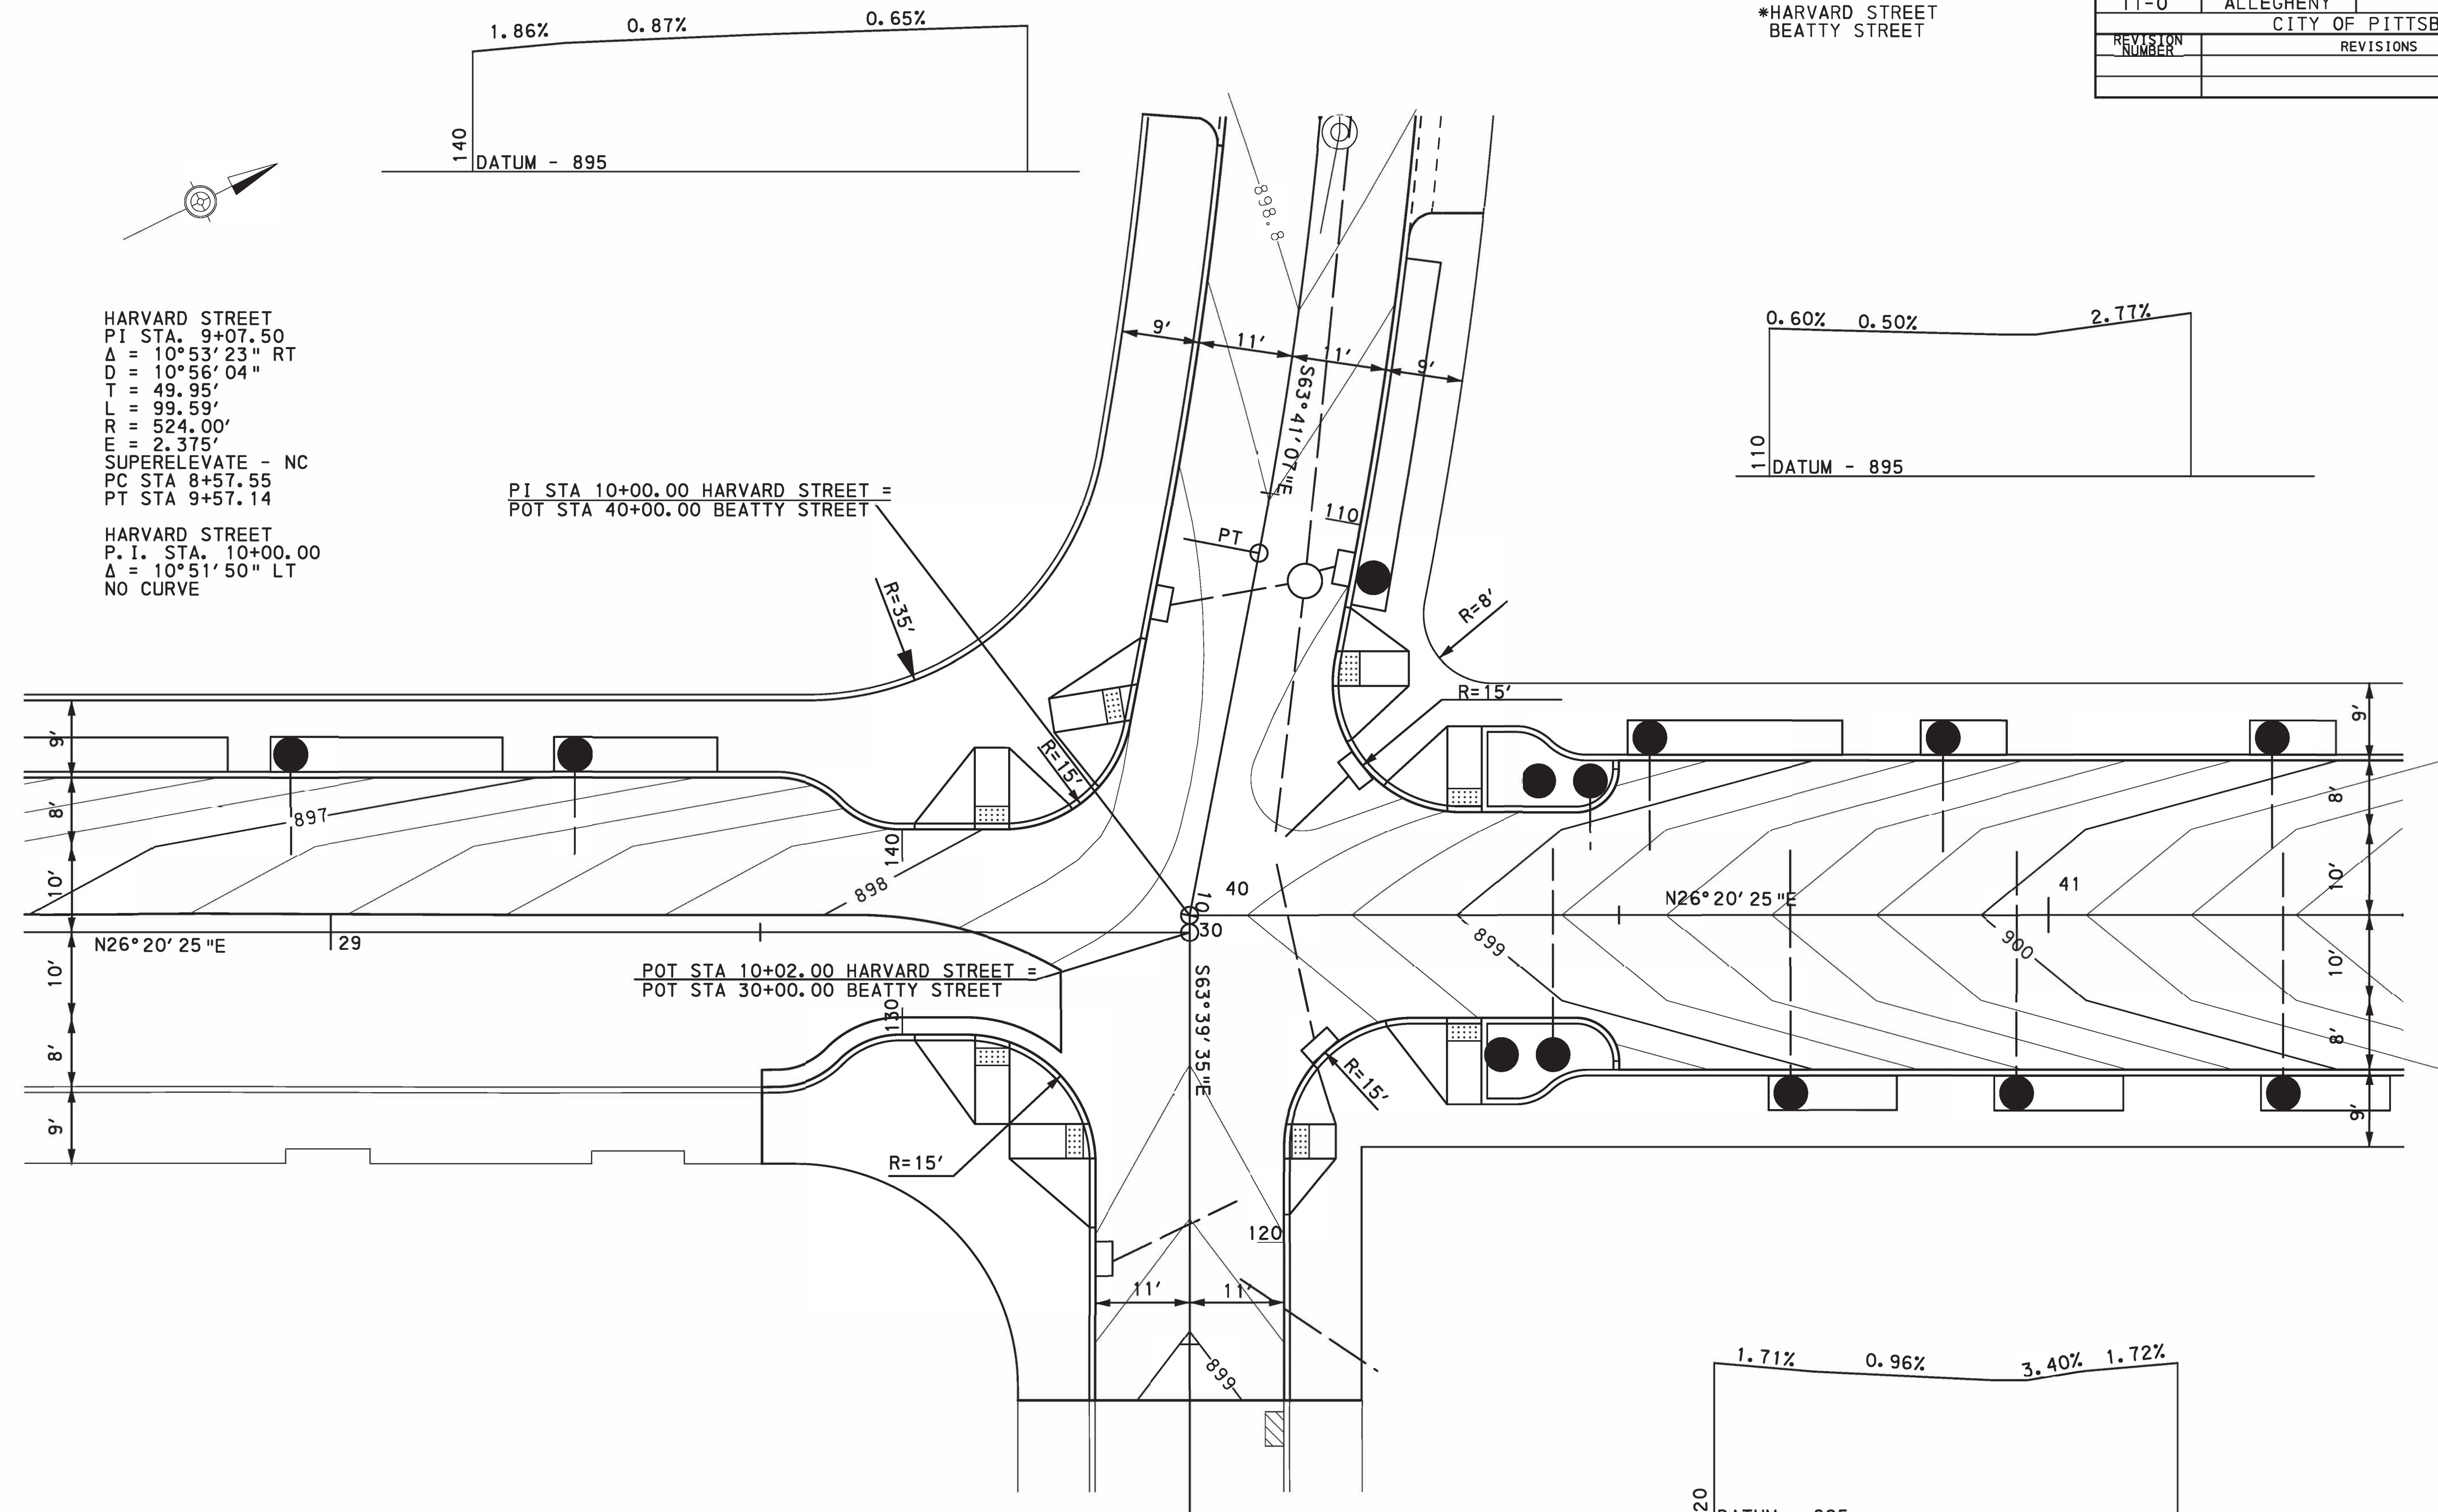 1.86%
0.87%
0.65%
140
DATUM - 895
*HARVARD STREET
BEATTY STREET
11-0
ALLEGHENY
CITY OF PITTSB
REVISION NUMBER
REVISIONS
HARVARD STREET
PI STA. 9+07.50
Δ = 10°53'23" RT
D = 10°56'04"
T = 49.95'
L = 99.59'
R = 524.00'
E = 2.375'
SUPERELEVATE - NC
PC STA 8+57.55
PT STA 9+57.14
HARVARD STREET
P.I. STA. 10+00.00
Δ = 10°51'50" LT
NO CURVE
898.8
9'
11'
11'
9'
S63°41'07"E
0.60%
0.50%
2.77%
110
DATUM - 895
PI STA 10+00.00 HARVARD STREET =
POT STA 40+00.00 BEATTY STREET
PT
110
R=35'
R=8'
R=15'
R=15'
9'
8'
10'
897
140
898
10
40
30
N26°20'25"E
29
N26°20'25"E
41
9'
8'
10'
10'
8'
9'
899
900
POT STA 10+02.00 HARVARD STREET =
POT STA 30+00.00 BEATTY STREET
130
S63°39'35"E
10'
8'
9'
R=15'
R=15'
120
11'
11'
899
1.71%
0.96%
3.40%
1.72%
20